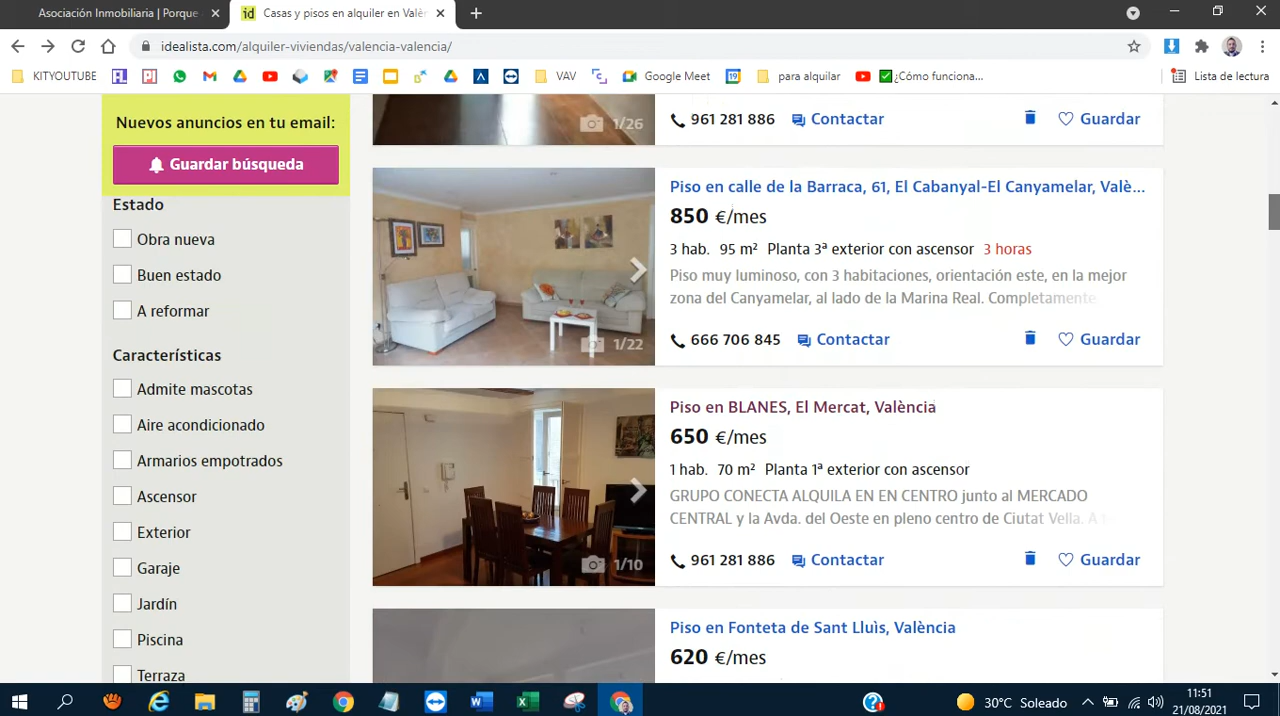 Asociación Inmobiliaria | Porque
Casas y pisos en alquiler en Valèn
idealista.com/alquiler-viviendas/valencia-valencia/
KITYOUTUBE
VAV
Google Meet
para alquilar
¿Cómo funciona...
Lista de lectura
Nuevos anuncios en tu email:
Guardar búsqueda
Estado
Obra nueva
Buen estado
A reformar
Características
Admite mascotas
Aire acondicionado
Armarios empotrados
Ascensor
Exterior
Garaje
Jardín
Piscina
Terraza
1/26
961 281 886 Contactar Guardar
Piso en calle de la Barraca, 61, El Cabanyal-El Canyamelar, Valè...
850 €/mes
3 hab. 95 m² Planta 3ª exterior con ascensor 3 horas
Piso muy luminoso, con 3 habitaciones, orientación este, en la mejor
zona del Canyamelar, al lado de la Marina Real. Completamente
1/22
666 706 845 Contactar Guardar
Piso en BLANES, El Mercat, València
650 €/mes
1 hab. 70 m² Planta 1ª exterior con ascensor
GRUPO CONECTA ALQUILA EN EN CENTRO junto al MERCADO
CENTRAL y la Avda. del Oeste en pleno centro de Ciutat Vella. A
1/10
961 281 886 Contactar Guardar
Piso en Fonteta de Sant Lluìs, València
620 €/mes
30°C Soleado
11:51
21/08/2021